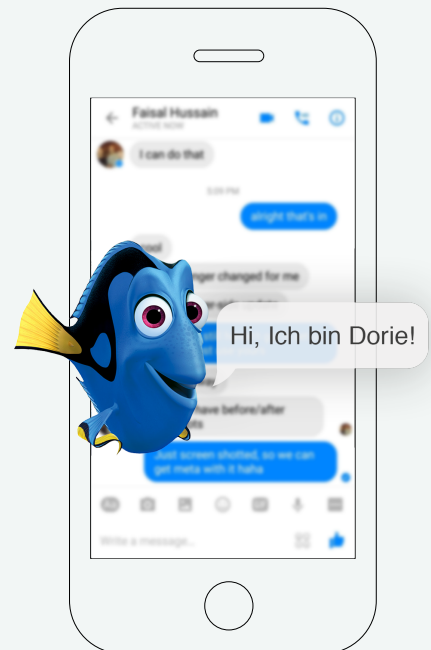 Faisal Hussain
ACTIVE NOW
I can do that
3:09 PM
alright that's in
cool
nger changed for me
Hi, Ich bin Dorie!
have before/after
Just screen shotted, so we can
get meta with it haha
Write a message...